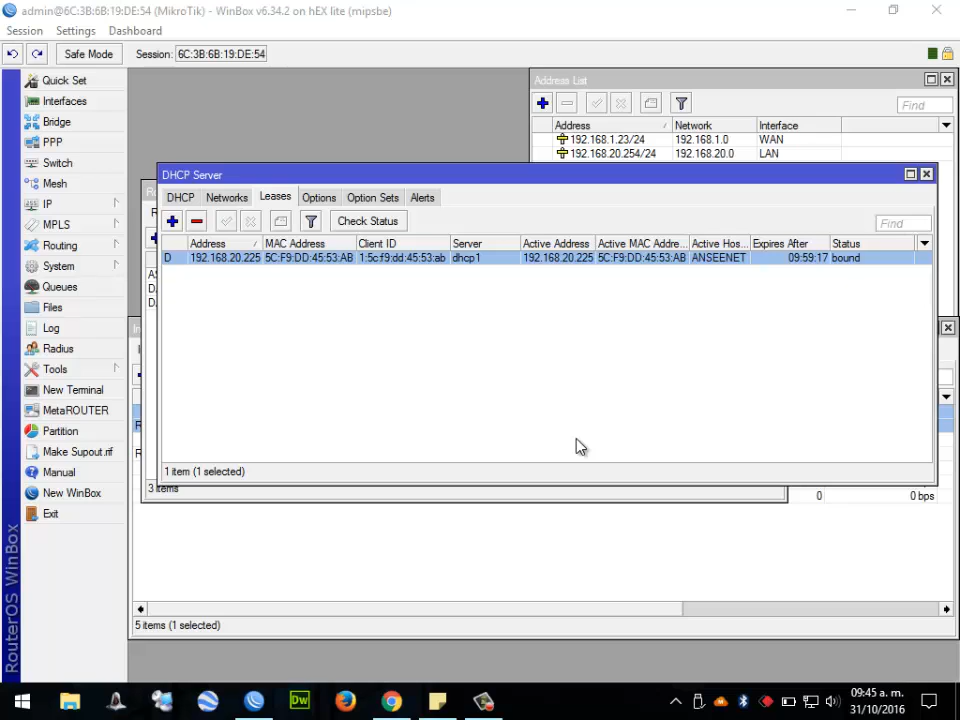 admin@6C:3B:6B:19:DE:54 (MikroTik) - WinBox v6.34.2 on hEX lite (mipsbe)
Session Settings Dashboard
Safe Mode Session: 6C:3B:6B:19:DE:54
Quick Set
Interfaces
Bridge
PPP
Switch
Mesh
IP
MPLS
Routing
System
Queues
Files
Log
Radius
Tools
New Terminal
MetaROUTER
Partition
Make Supout.rif
Manual
New WinBox
Exit
RouterOS WinBox
Address List
Find
Address Network Interface
192.168.1.23/24 192.168.1.0 WAN
192.168.20.254/24 192.168.20.0 LAN
DHCP Server
DHCP Networks Leases Options Option Sets Alerts
Check Status
Find
Address MAC Address Client ID Server Active Address Active MAC Addre... Active Hos... Expires After Status
D 192.168.20.225 5C:F9:DD:45:53:AB 1:5c:f9:dd:45:53:ab dhcp1 192.168.20.225 5C:F9:DD:45:53:AB ANSEENET 09:59:17 bound
1 item (1 selected)
3 items
0 0 bps
5 items (1 selected)
Dw
09:45 a. m.
31/10/2016